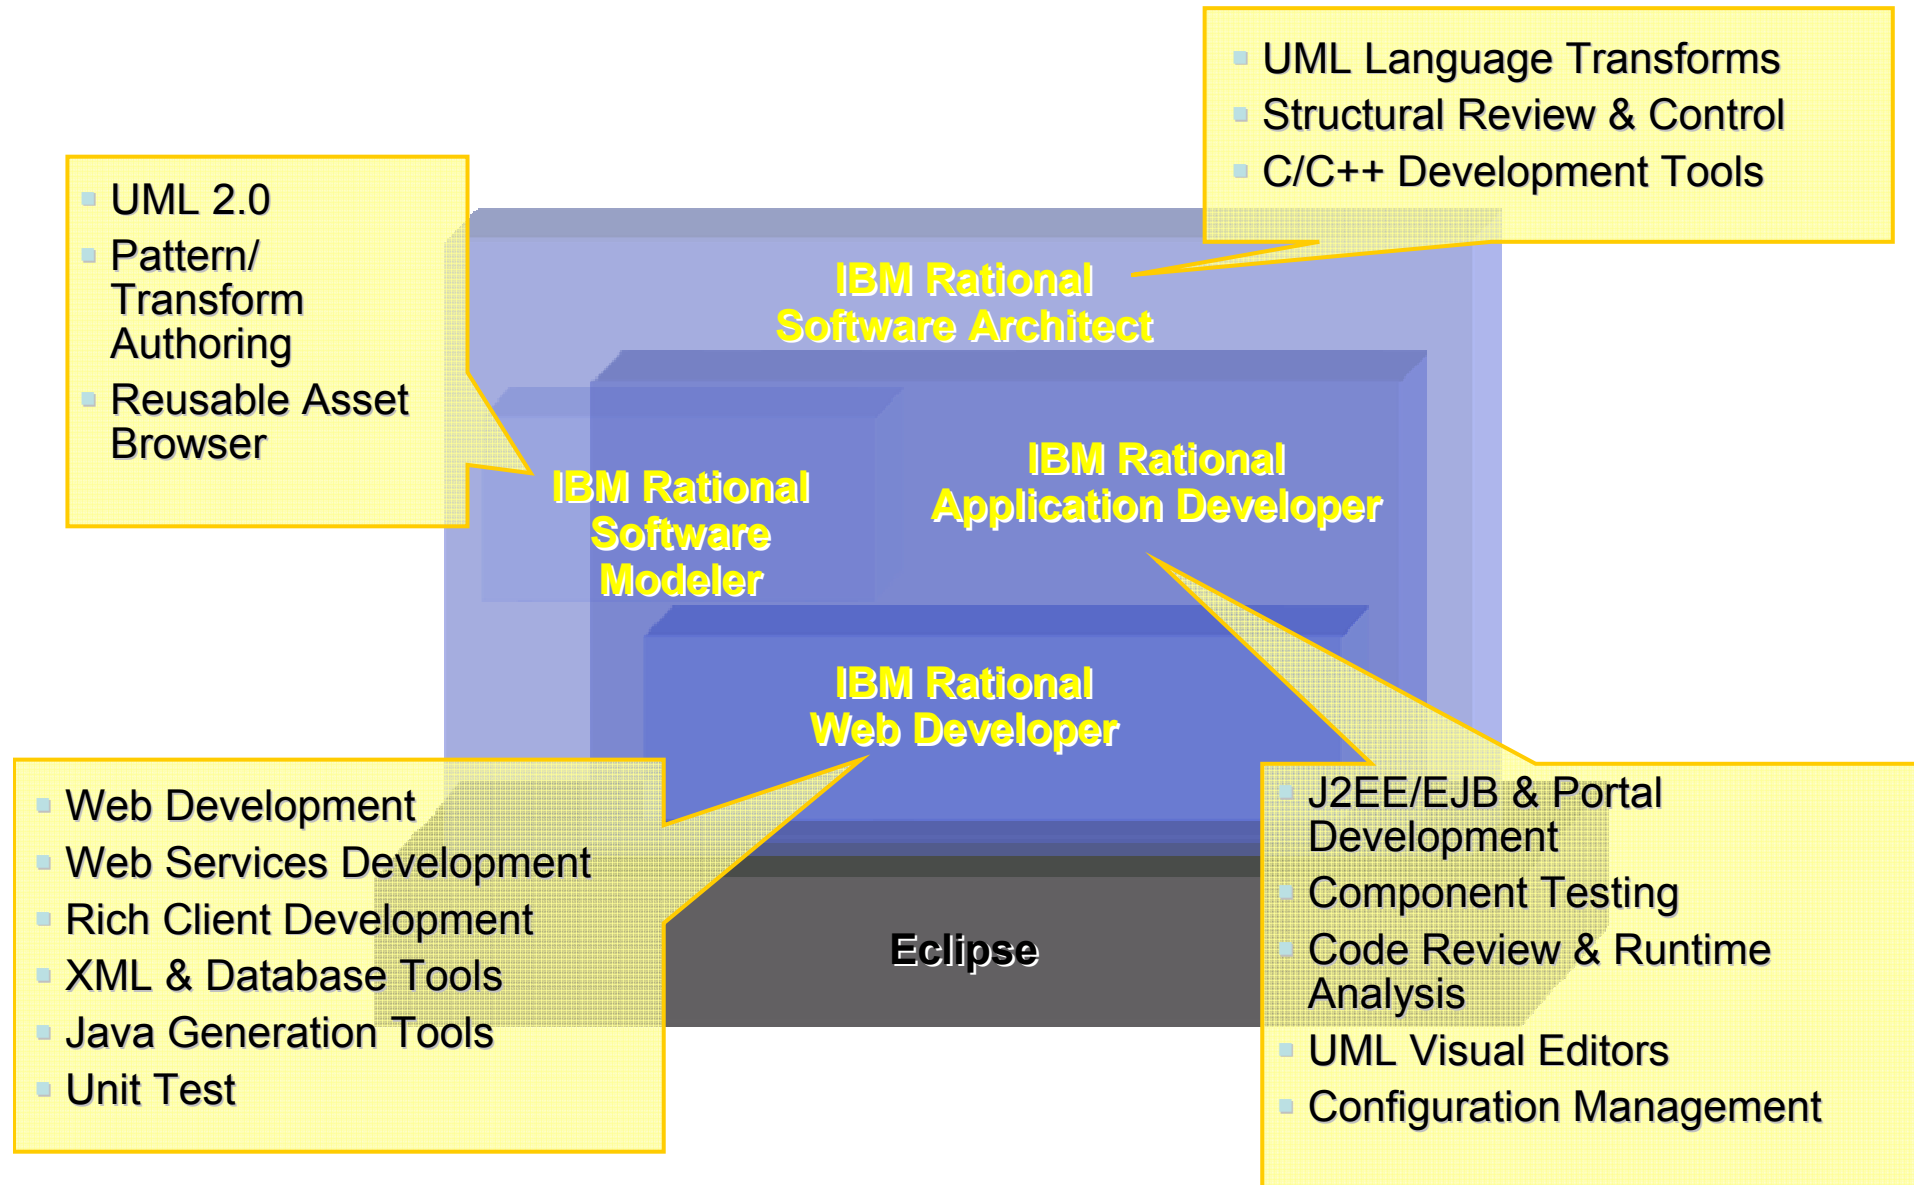 UML Language Transforms
Structural Review & Control
C/C++ Development Tools
UML 2.0
Pattern/
Transform
Authoring
Reusable Asset
Browser
IBM Rational
Software Architect
IBM Rational
Application Developer
IBM Rational
Software
Modeler
IBM Rational
Web Developer
Web Development
Web Services Development
Rich Client Development
XML & Database Tools
Java Generation Tools
Unit Test
Eclipse
J2EE/EJB & Portal
Development
Component Testing
Code Review & Runtime
Analysis
UML Visual Editors
Configuration Management